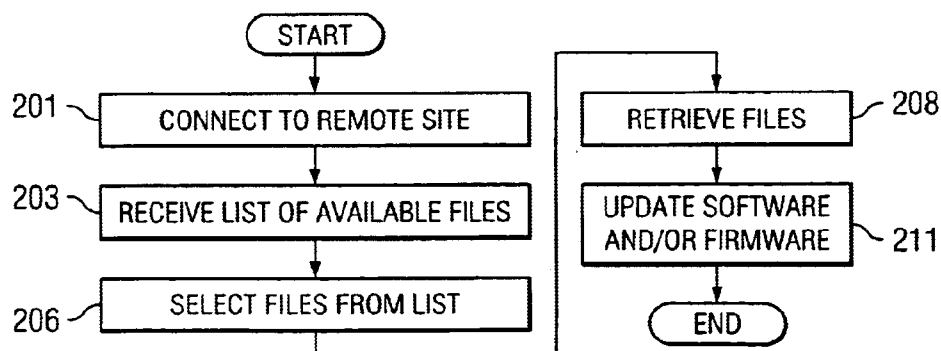 START
201
CONNECT TO REMOTE SITE
203
RECEIVE LIST OF AVAILABLE FILES
206
SELECT FILES FROM LIST
RETRIEVE FILES
208
UPDATE SOFTWARE
AND/OR FIRMWARE
211
END